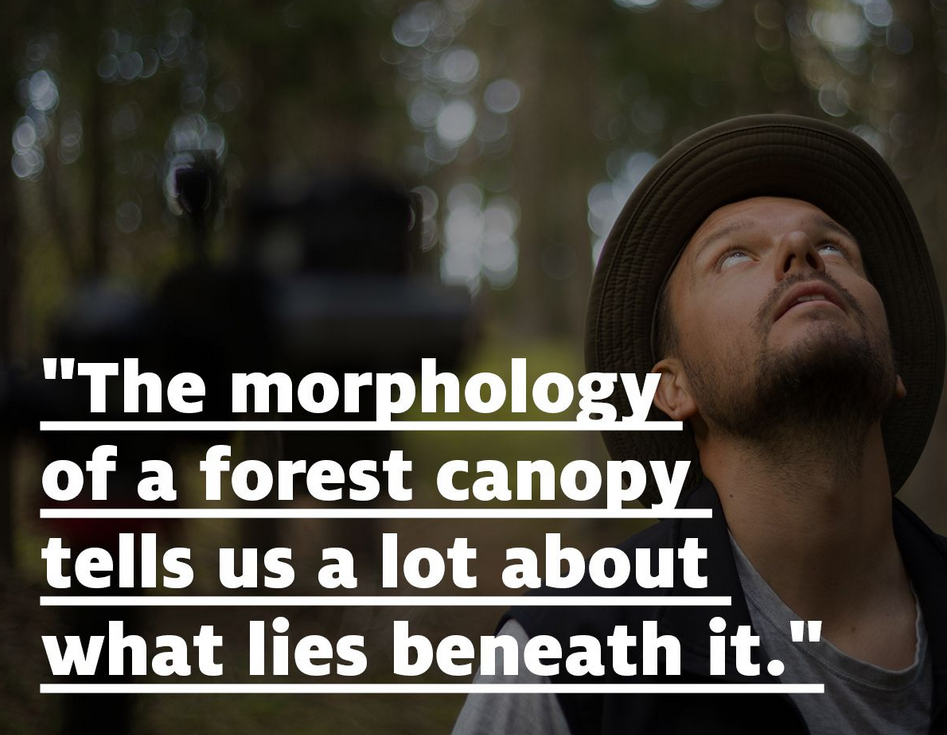 "The morphology
of a forest canopy
tells us a lot about
what lies beneath it."